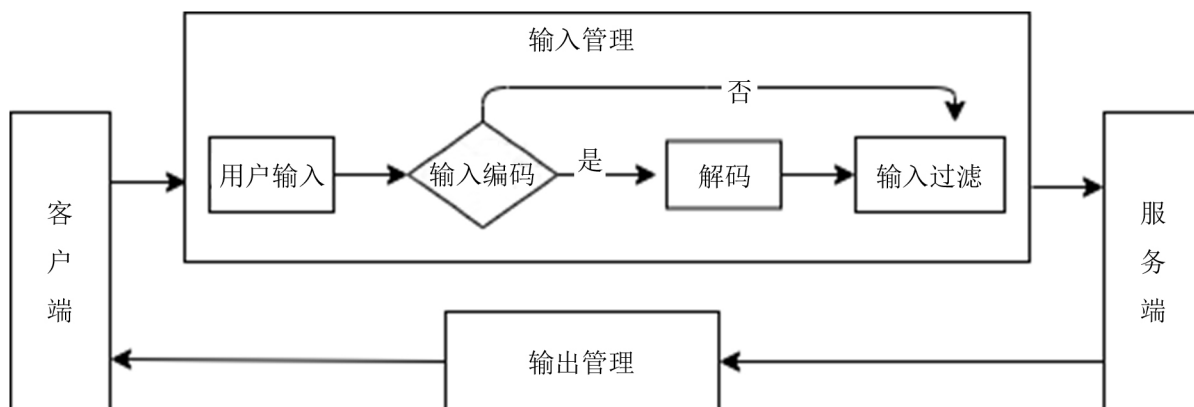 输入管理
否
用户输入
输入编码
是
解码
输入过滤
客户端
服务端
输出管理